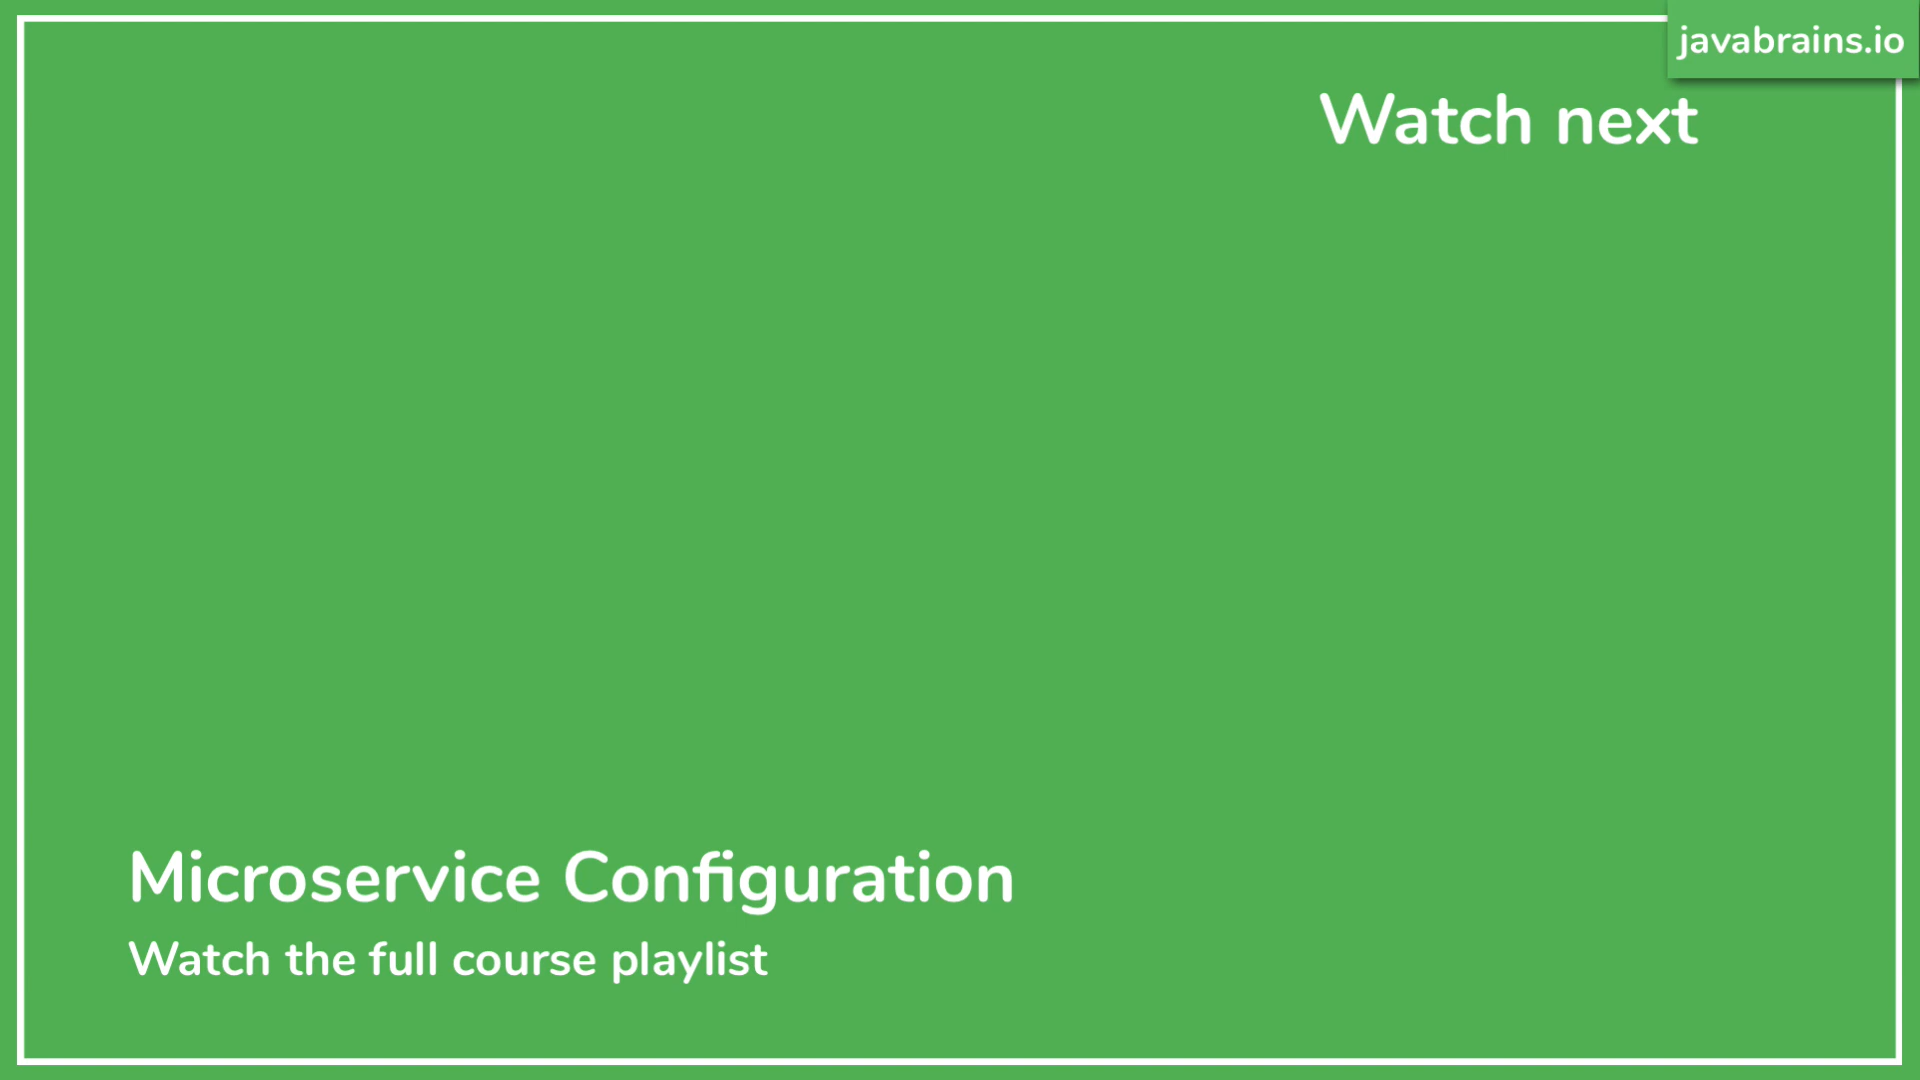 javabrains.io
Watch next
Microservice Configuration
Watch the full course playlist